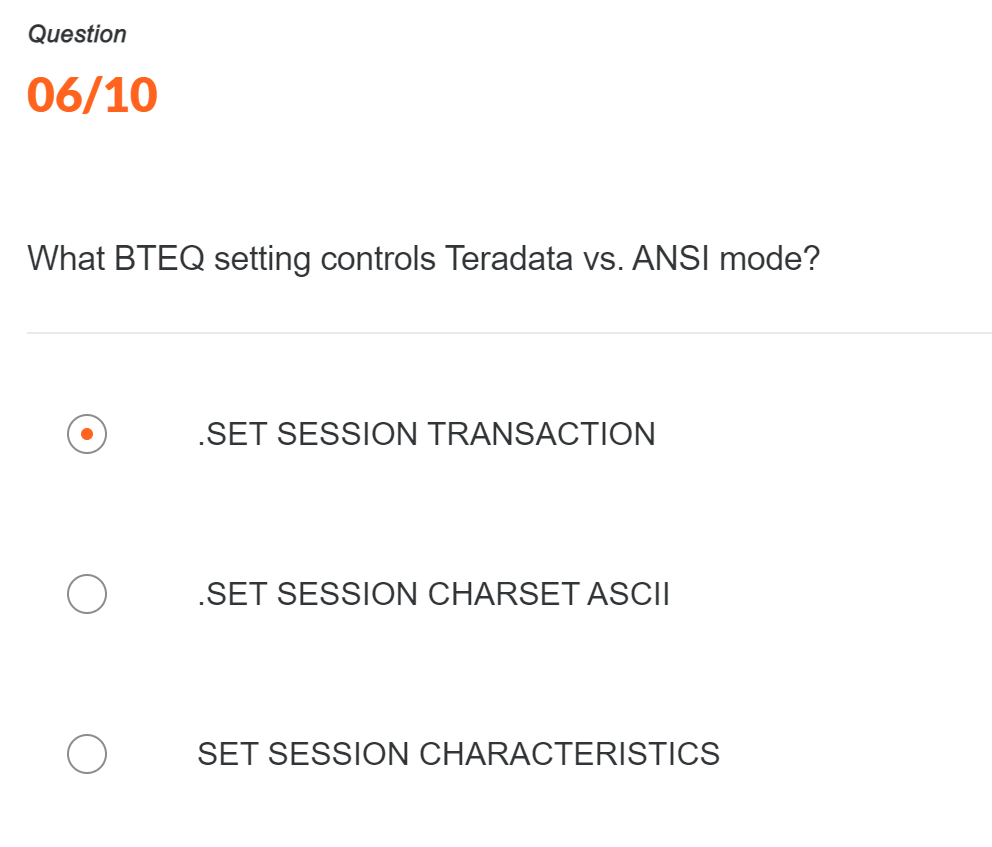 Question
06/10
What BTEQ setting controls Teradata vs. ANSI mode?
.SET SESSION TRANSACTION
.SET SESSION CHARSET ASCII
SET SESSION CHARACTERISTICS